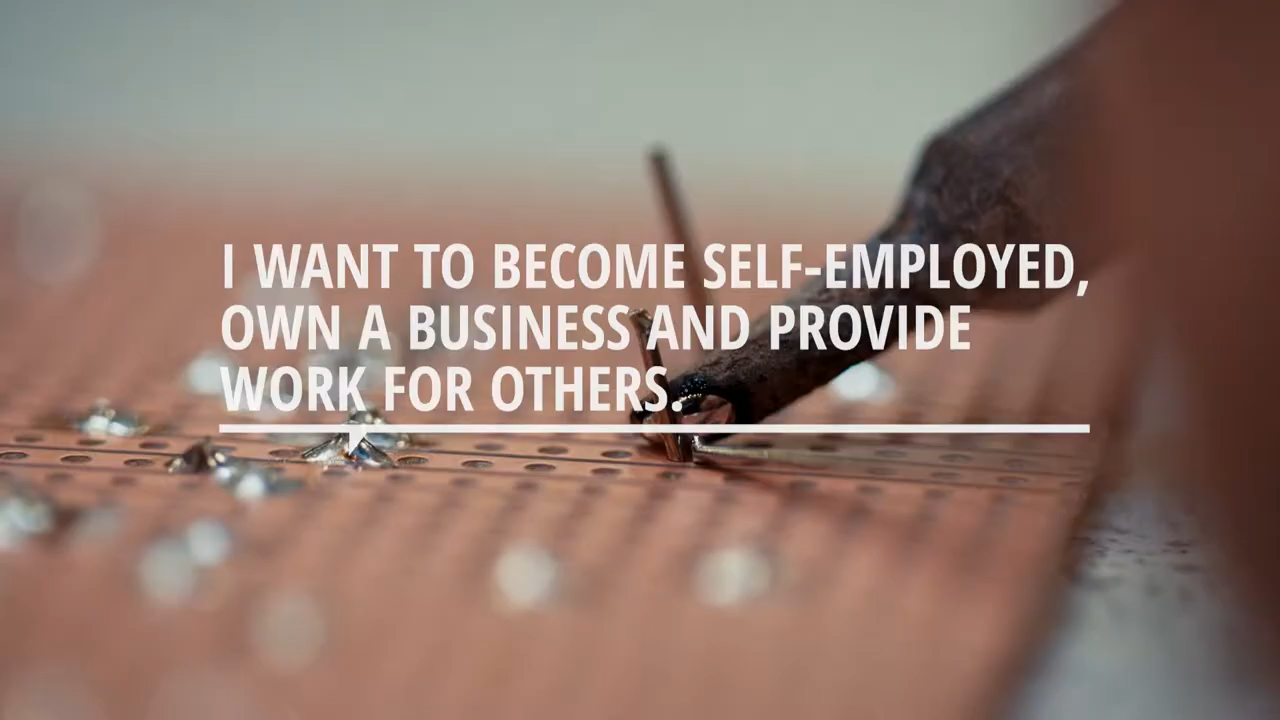 I WANT TO BECOME SELF-EMPLOYED,
OWN A BUSINESS AND PROVIDE
WORK FOR OTHERS.